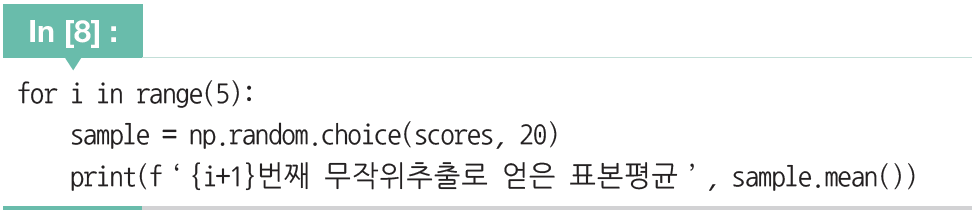 In [8] :
for i in range(5):
    sample = np.random.choice(scores, 20)
    print(f ‘ {i+1}번째 무작위추출로 얻은 표본평균 ’ , sample.mean())